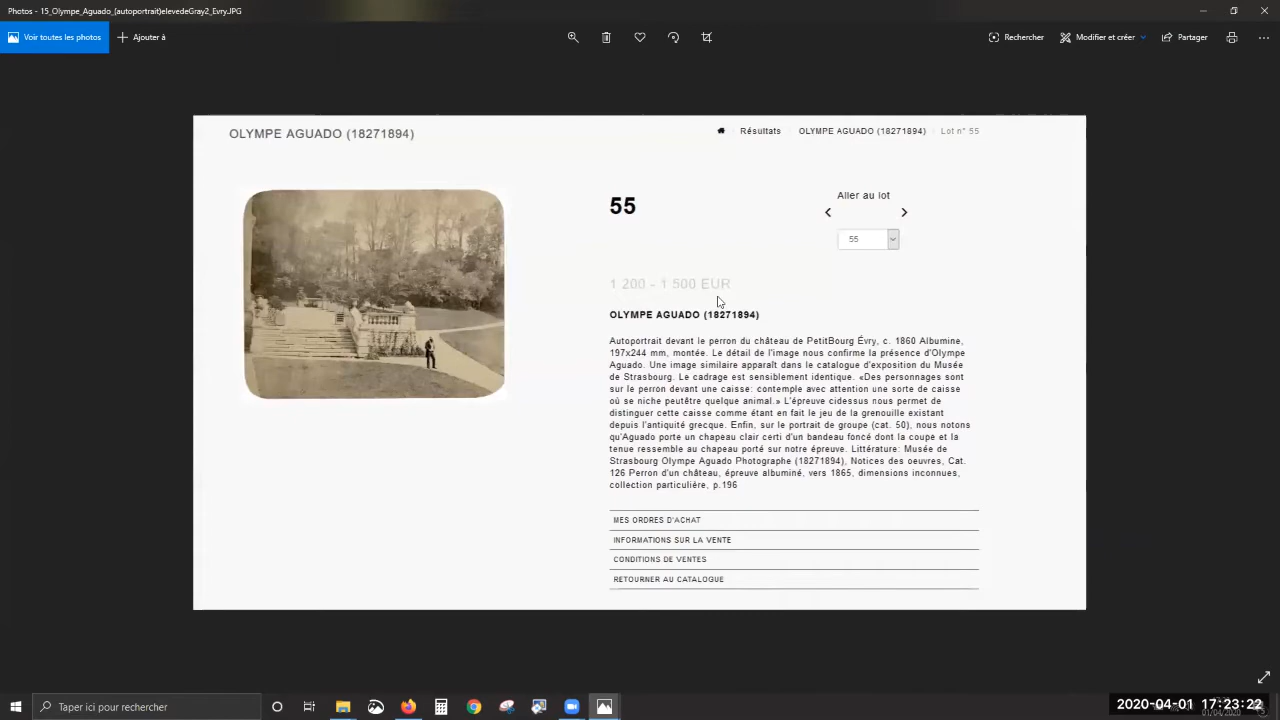 Photos - 15_Olympe_Aguado_(autoportrait)elevedeGray2_Evry.JPG
Voir toutes les photos
Ajouter à
Rechercher
Modifier et créer
Partager
OLYMPE AGUADO (18271894)
Résultats
OLYMPE AGUADO (18271894)
Lot n° 55
55
Aller au lot
55
1 200 - 1 500 EUR
OLYMPE AGUADO (18271894)
Autoportrait devant le perron du château de PetitBourg Évry, c. 1860 Albumine,
197x244 mm, montée. Le détail de l'image nous confirme la présence d'Olympe
Aguado. Une image similaire apparaît dans le catalogue d'exposition du Musée
de Strasbourg. Le cadrage est sensiblement identique. «Des personnages sont
sur le perron devant une caisse: contemple avec attention une sorte de caisse
où se niche peutêtre quelque animal.» L'épreuve cidessus nous permet de
distinguer cette caisse comme étant en fait le jeu de la grenouille existant
depuis l'antiquité grecque. Enfin, sur le portrait de groupe (cat. 50), nous notons
qu'Aguado porte un chapeau clair certi d'un bandeau foncé dont la coupe et la
tenue ressemble au chapeau porté sur notre épreuve. Littérature: Musée de
Strasbourg Olympe Aguado Photographe (18271894), Notices des oeuvres, Cat.
126 Perron d'un château, épreuve albuminé, vers 1865, dimensions inconnues,
collection particulière, p.196
MES ORDRES D'ACHAT
INFORMATIONS SUR LA VENTE
CONDITIONS DE VENTES
RETOURNER AU CATALOGUE
Taper ici pour rechercher
2020-04-01 17:23:22
01/04/2020